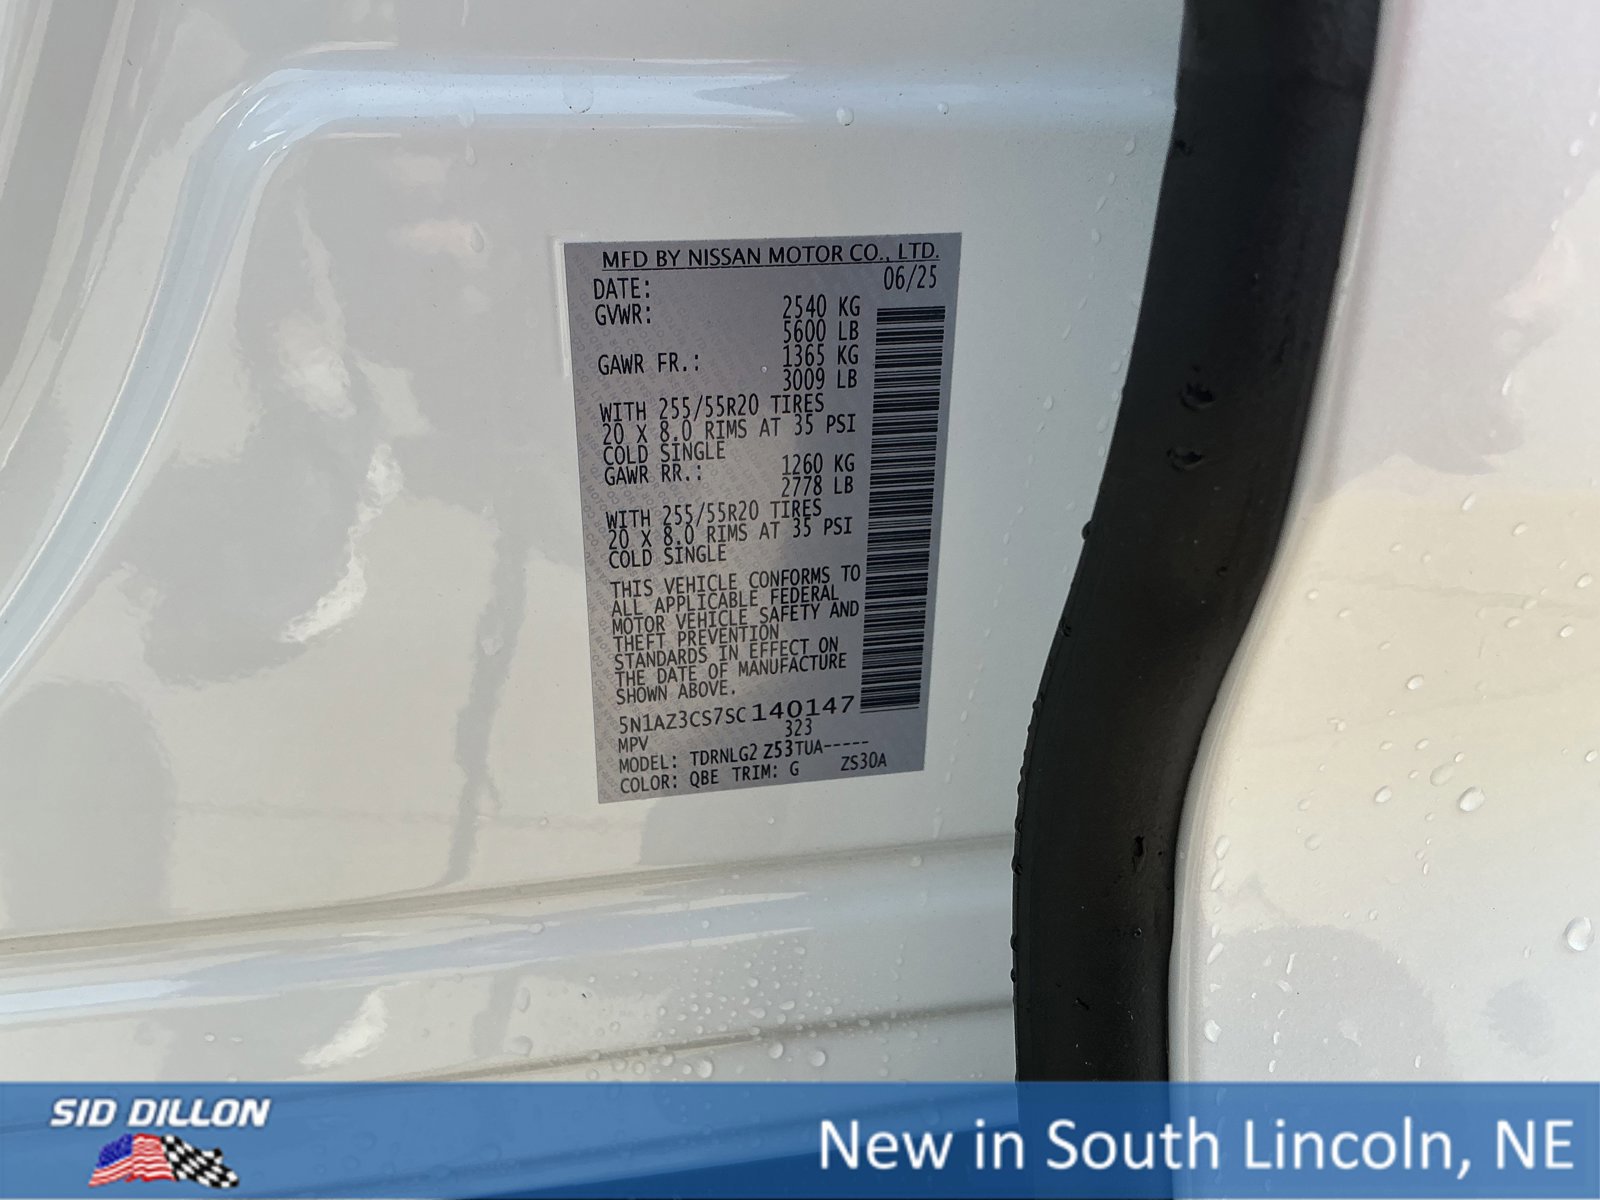 MFD BY NISSAN MOTOR CO., LTD.
DATE: 06/25
GVWR: 2540 KG
5600 LB
GAWR FR.: 1365 KG
3009 LB
WITH 255/55R20 TIRES
20 X 8.0 RIMS AT 35 PSI
COLD SINGLE
GAWR RR.: 1260 KG
2778 LB
WITH 255/55R20 TIRES
20 X 8.0 RIMS AT 35 PSI
COLD SINGLE
THIS VEHICLE CONFORMS TO
ALL APPLICABLE FEDERAL
MOTOR VEHICLE SAFETY AND
THEFT PREVENTION
STANDARDS IN EFFECT ON
THE DATE OF MANUFACTURE
SHOWN ABOVE.
5N1AZ3CS7SC140147
MPV 323
MODEL: TDRNLG2 Z53TUA-----
COLOR: QBE TRIM: G ZS30A
SID DILLON
New in South Lincoln, NE